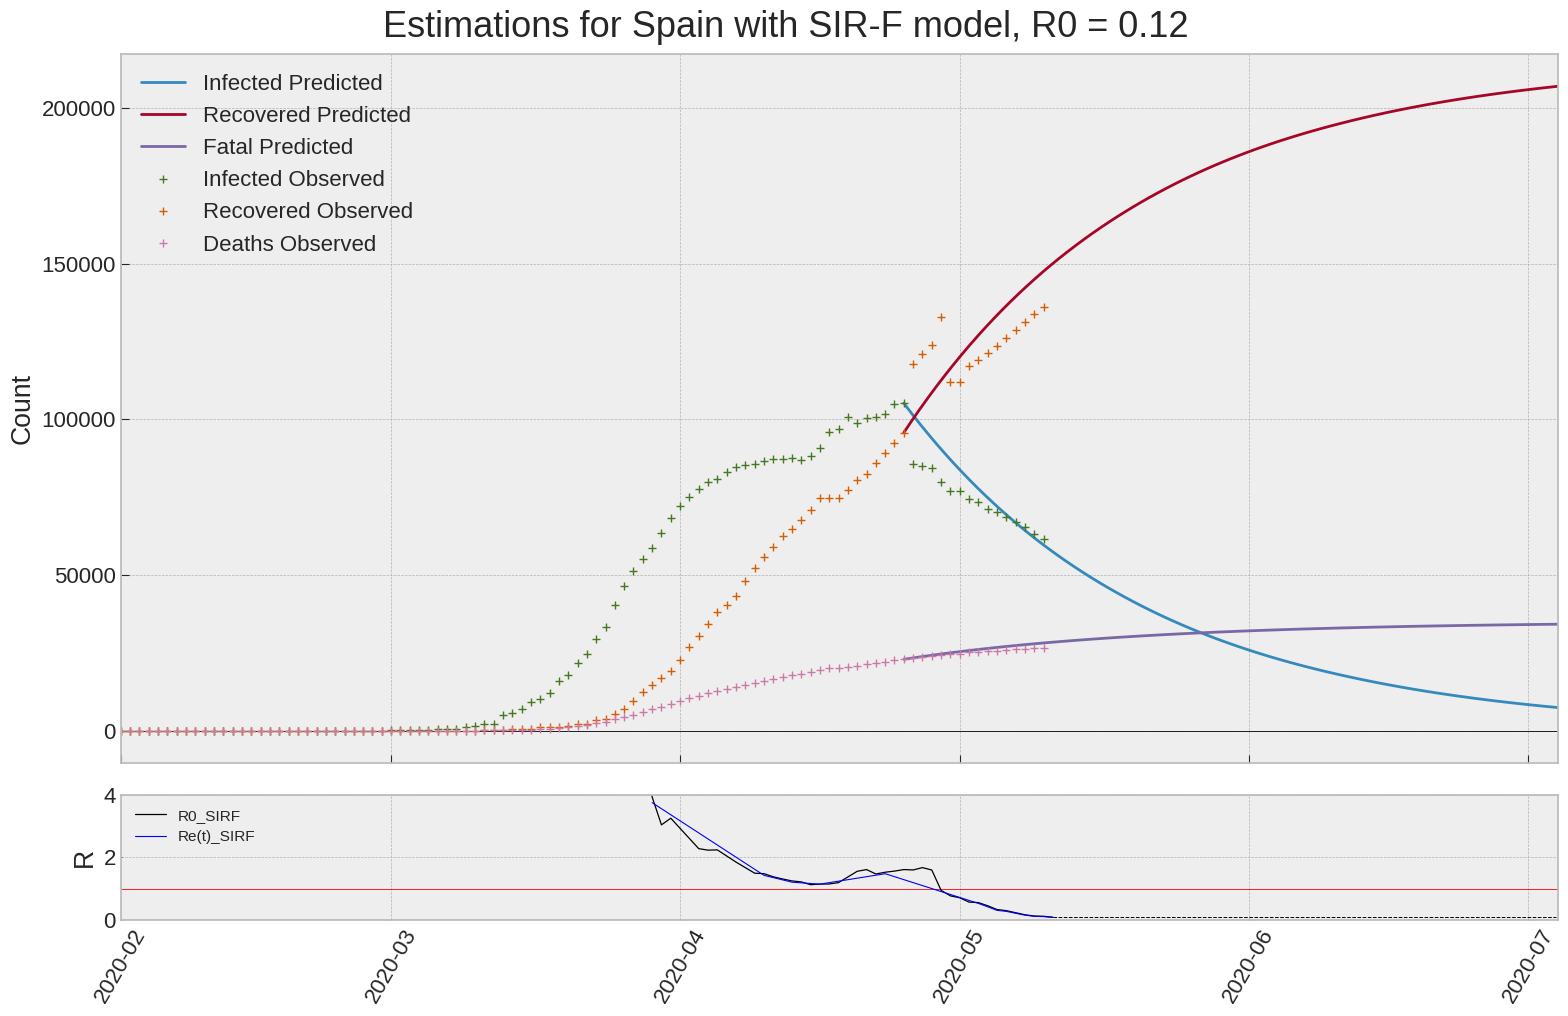 Estimations for Spain with SIR-F model, R0 = 0.12
Infected Predicted
Recovered Predicted
Fatal Predicted
Infected Observed
Recovered Observed
Deaths Observed
200000
150000
100000
50000
0
Count
4
2
0
R
R0_SIRF
Re(t)_SIRF
2020-02
2020-03
2020-04
2020-05
2020-06
2020-07